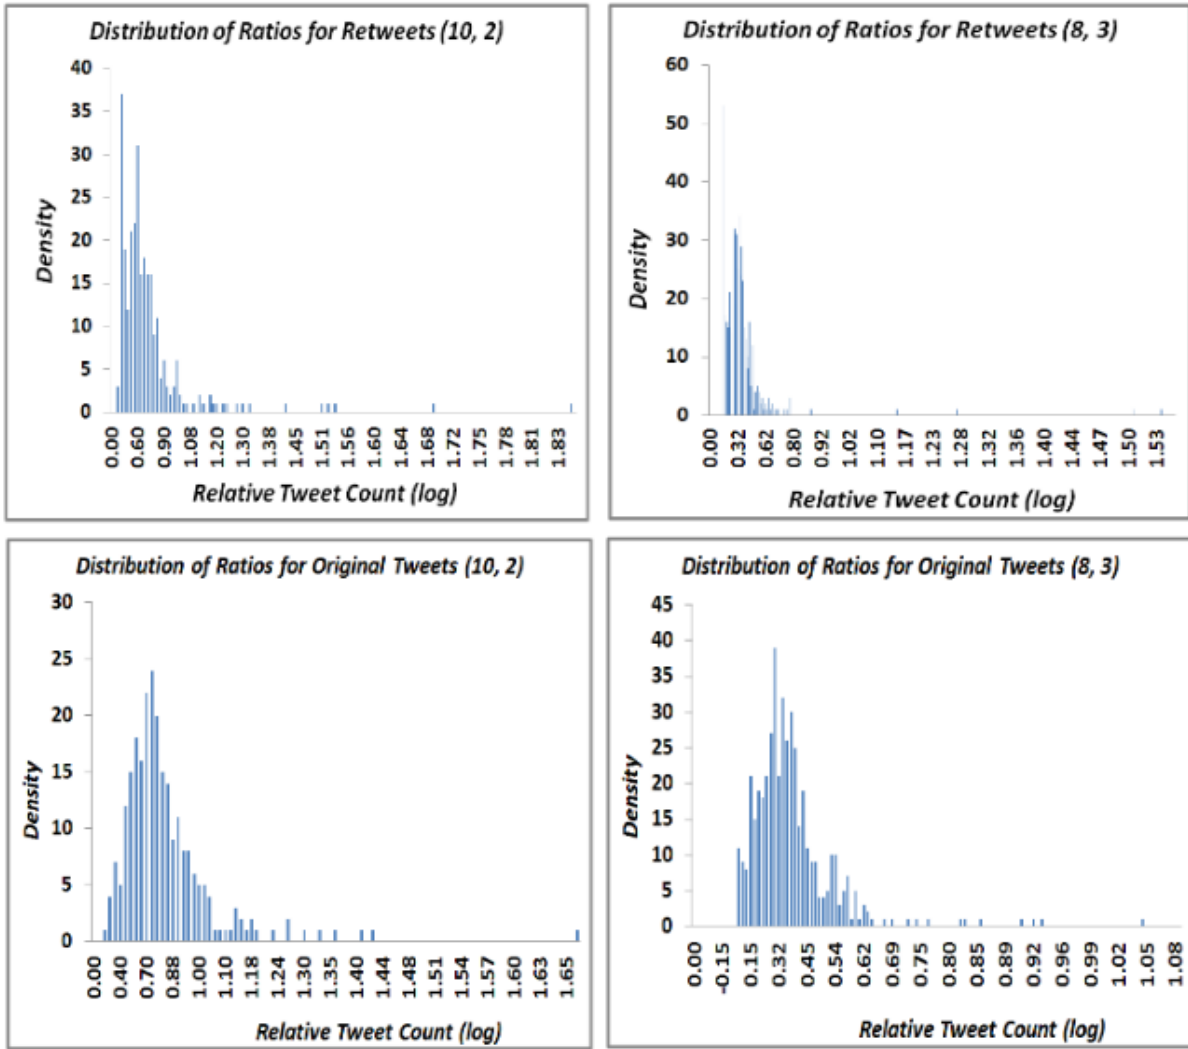 Distribution of Ratios for Retweets (10, 2)
40
35
30
25
20
15
10
5
0
Density
0.00 0.60 0.90 1.08 1.20 1.30 1.38 1.45 1.51 1.56 1.60 1.64 1.68 1.72 1.75 1.78 1.81 1.83
Relative Tweet Count (log)
Distribution of Ratios for Retweets (8, 3)
60
50
40
30
20
10
0
Density
0.00 0.32 0.62 0.80 0.92 1.02 1.10 1.17 1.23 1.28 1.32 1.36 1.40 1.44 1.47 1.50 1.53
Relative Tweet Count (log)
Distribution of Ratios for Original Tweets (10, 2)
30
25
20
15
10
5
0
Density
0.00 0.40 0.70 0.88 1.00 1.10 1.18 1.24 1.30 1.35 1.40 1.44 1.48 1.51 1.54 1.57 1.60 1.63 1.65
Relative Tweet Count (log)
Distribution of Ratios for Original Tweets (8, 3)
45
40
35
30
25
20
15
10
5
0
Density
0.00 -0.15 0.15 0.32 0.45 0.54 0.62 0.69 0.75 0.80 0.85 0.89 0.93 0.96 0.99 1.02 1.05 1.08
Relative Tweet Count (log)